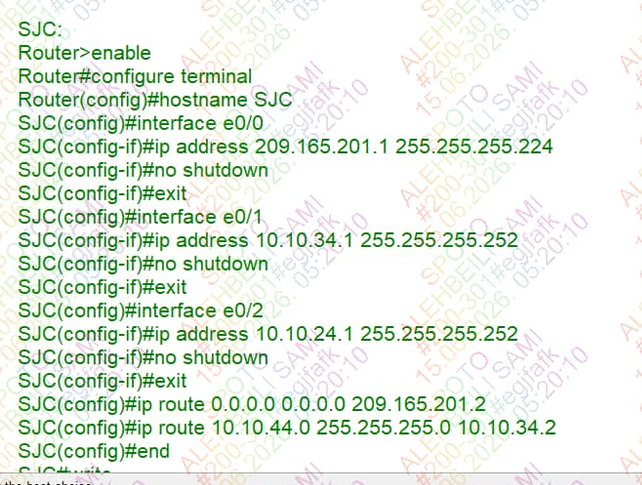 SJC:
Router>enable
Router#configure terminal
Router(config)#hostname SJC
SJC(config)#interface e0/0
SJC(config-if)#ip address 209.165.201.1 255.255.255.224
SJC(config-if)#no shutdown
SJC(config-if)#exit
SJC(config)#interface e0/1
SJC(config-if)#ip address 10.10.34.1 255.255.255.252
SJC(config-if)#no shutdown
SJC(config-if)#exit
SJC(config)#interface e0/2
SJC(config-if)#ip address 10.10.24.1 255.255.255.252
SJC(config-if)#no shutdown
SJC(config-if)#exit
SJC(config)#ip route 0.0.0.0 0.0.0.0 209.165.201.2
SJC(config)#ip route 10.10.44.0 255.255.255.0 10.10.34.2
SJC(config)#end
SJC#write